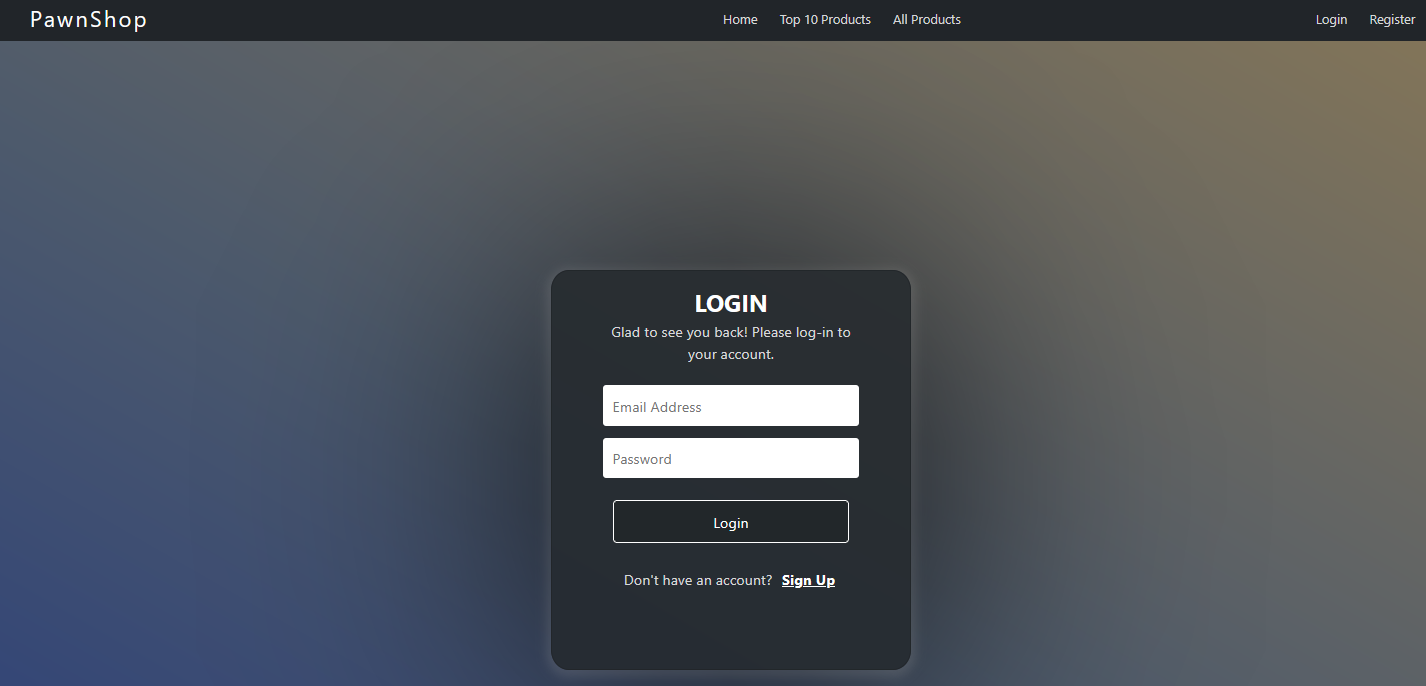 PawnShop
Home Top 10 Products All Products
Login Register
LOGIN
Glad to see you back! Please log-in to
your account.
Email Address
Password
Login
Don't have an account? Sign Up